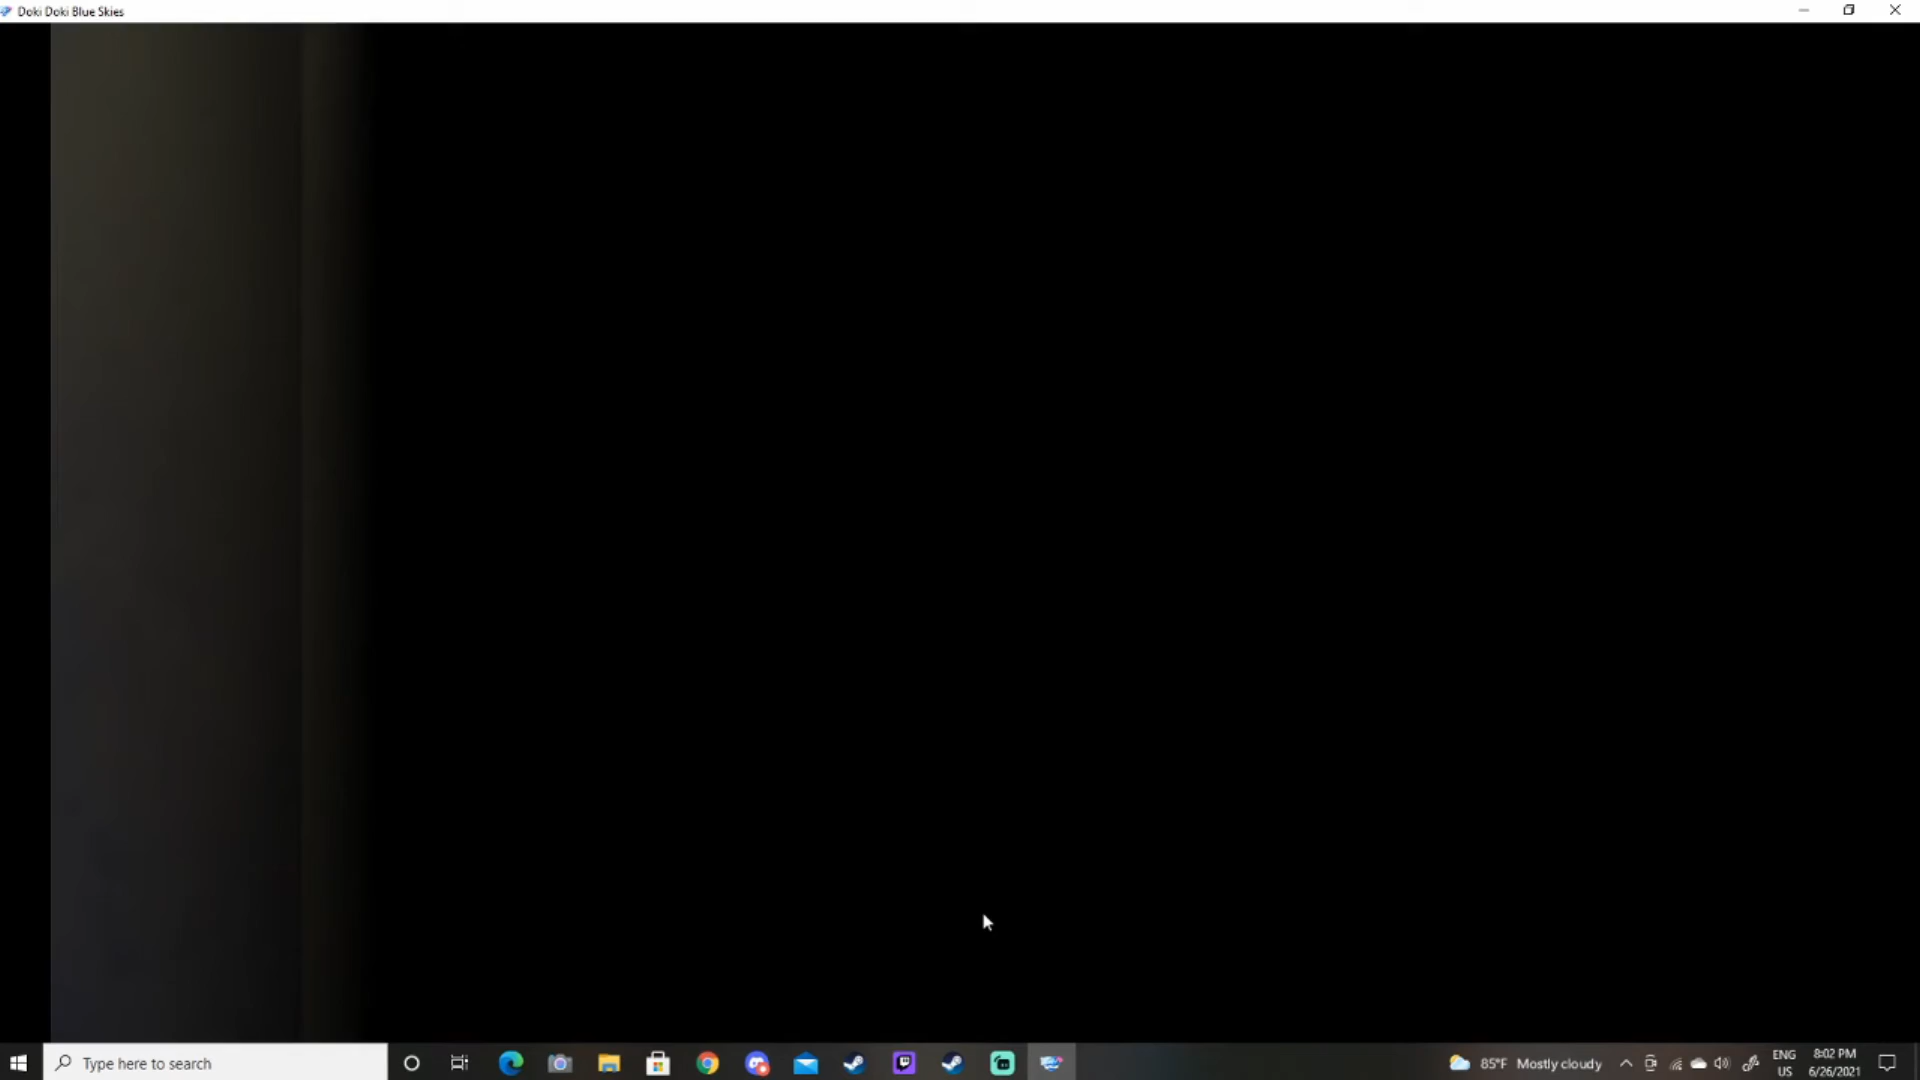 Doki Doki Blue Skies
Type here to search
85°F Mostly cloudy
ENG
US
8:02 PM
6/26/2021